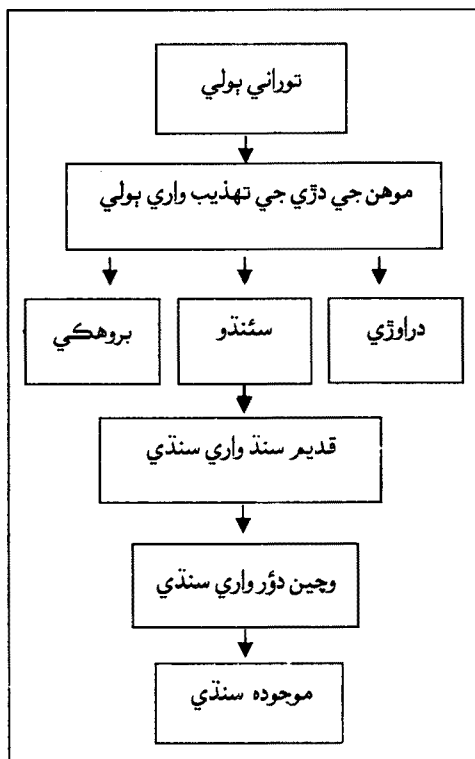 توراني ٻولي
موهن جي دڙي جي تهذيب واري ٻولي
دراوڙي
سئنڌو
بروهڪي
قديم سنڌ واري سنڌي
وچين دؤر واري سنڌي
موجوده سنڌي